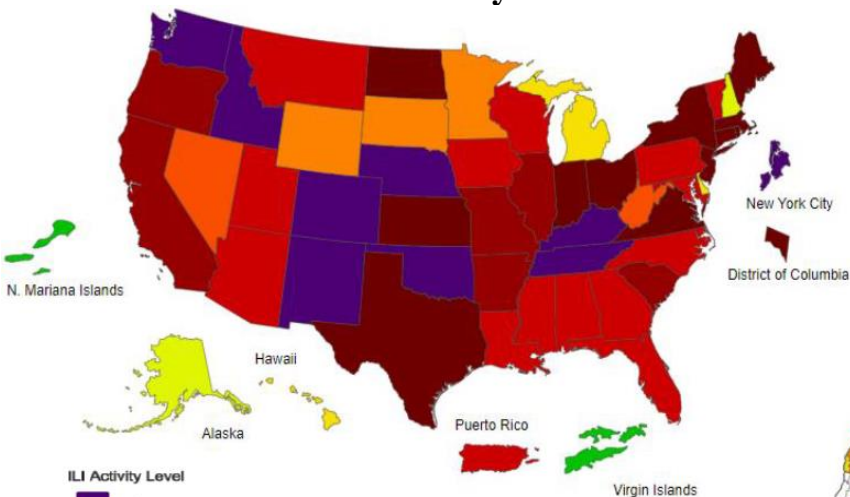 New York City
District of Columbia
N. Mariana Islands
Hawaii
Alaska
Puerto Rico
Virgin Islands
ILI Activity Level